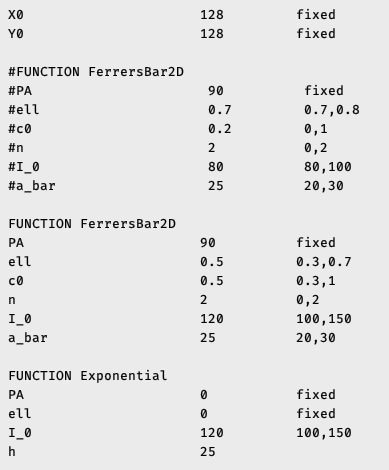 X0 128 fixed
Y0 128 fixed
#FUNCTION FerrersBar2D
#PA 90 fixed
#ell 0.7 0.7,0.8
#c0 0.2 0,1
#n 2 0,2
#I_0 80 80,100
#a_bar 25 20,30
FUNCTION FerrersBar2D
PA 90 fixed
ell 0.5 0.3,0.7
c0 0.5 0.3,1
n 2 0,2
I_0 120 100,150
a_bar 25 20,30
FUNCTION Exponential
PA 0 fixed
ell 0 fixed
I_0 120 100,150
h 25